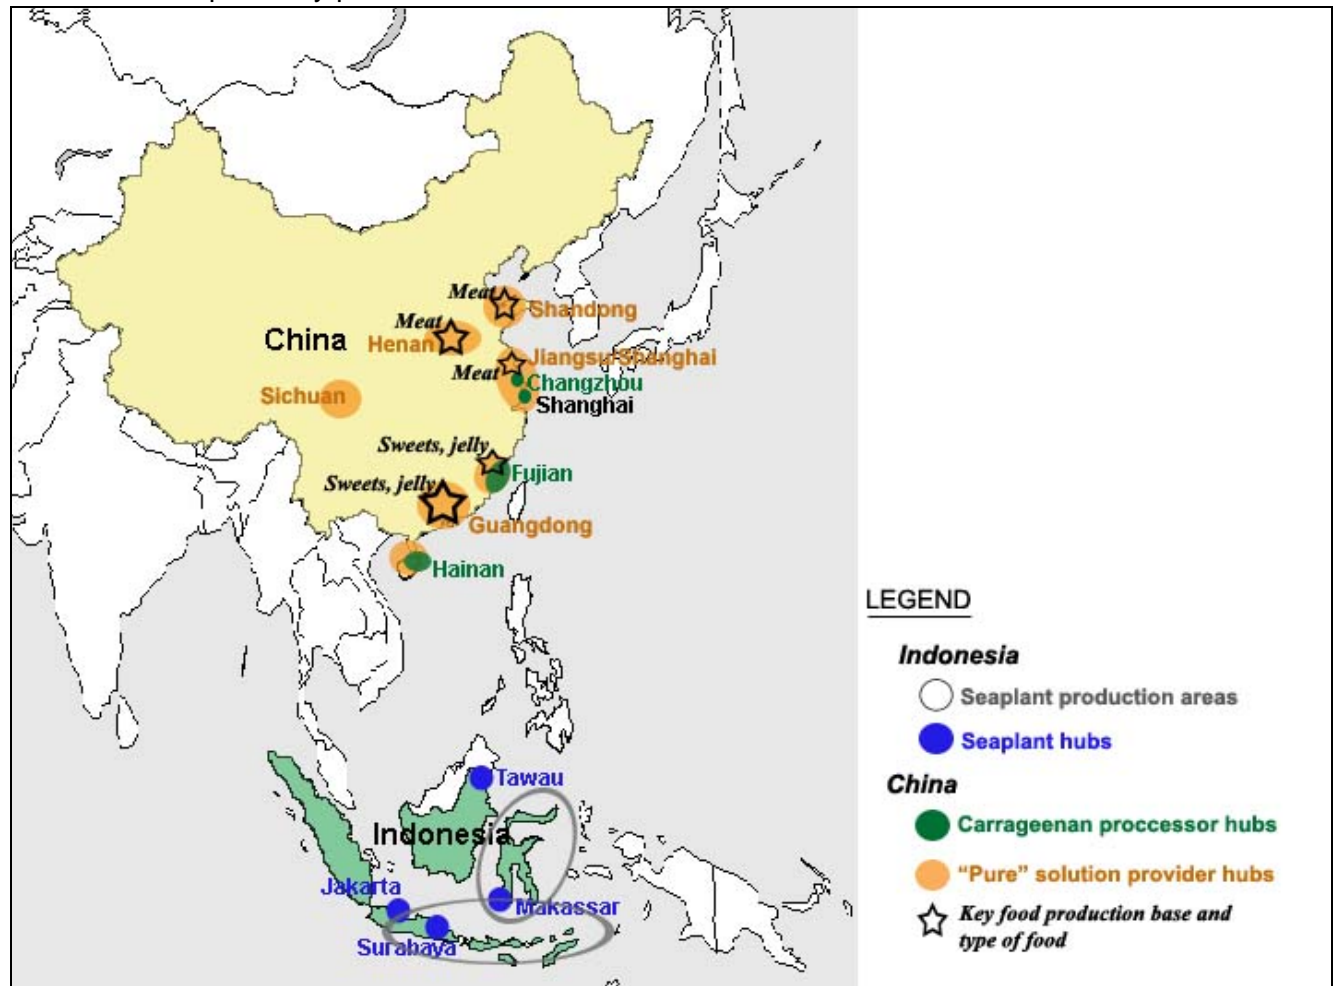 Meat
Shandong
Meat
Henan
China
Jiangsu/Shanghai
Meat
Changzhou
Sichuan
Shanghai
Sweets, jelly
Fujian
Sweets, jelly
Guangdong
Hainan
Tawau
Indonesia
Jakarta
Makassar
Surabaya
LEGEND
Indonesia
Seaplant production areas
Seaplant hubs
China
Carrageenan proccessor hubs
“Pure” solution provider hubs
Key food production base and
type of food